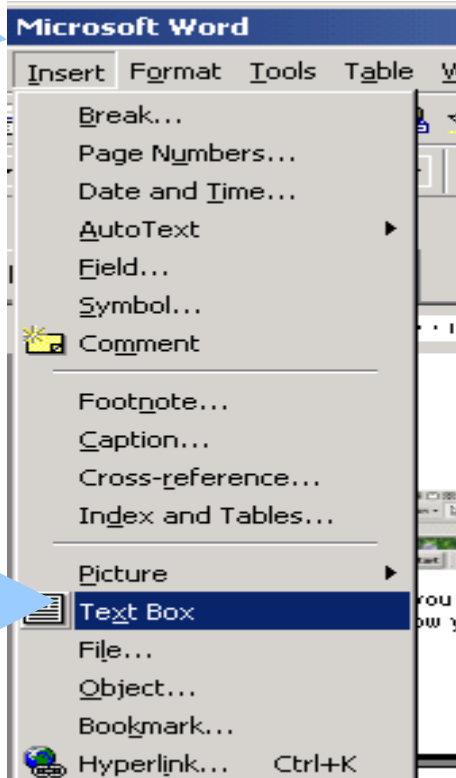 Microsoft Word
Insert Format Tools Table
Break...
Page Numbers...
Date and Time...
AutoText
Field...
Symbol...
Comment
Footnote...
Caption...
Cross-reference...
Index and Tables...
Picture
Text Box
File...
Object...
Bookmark...
Hyperlink... Ctrl+K